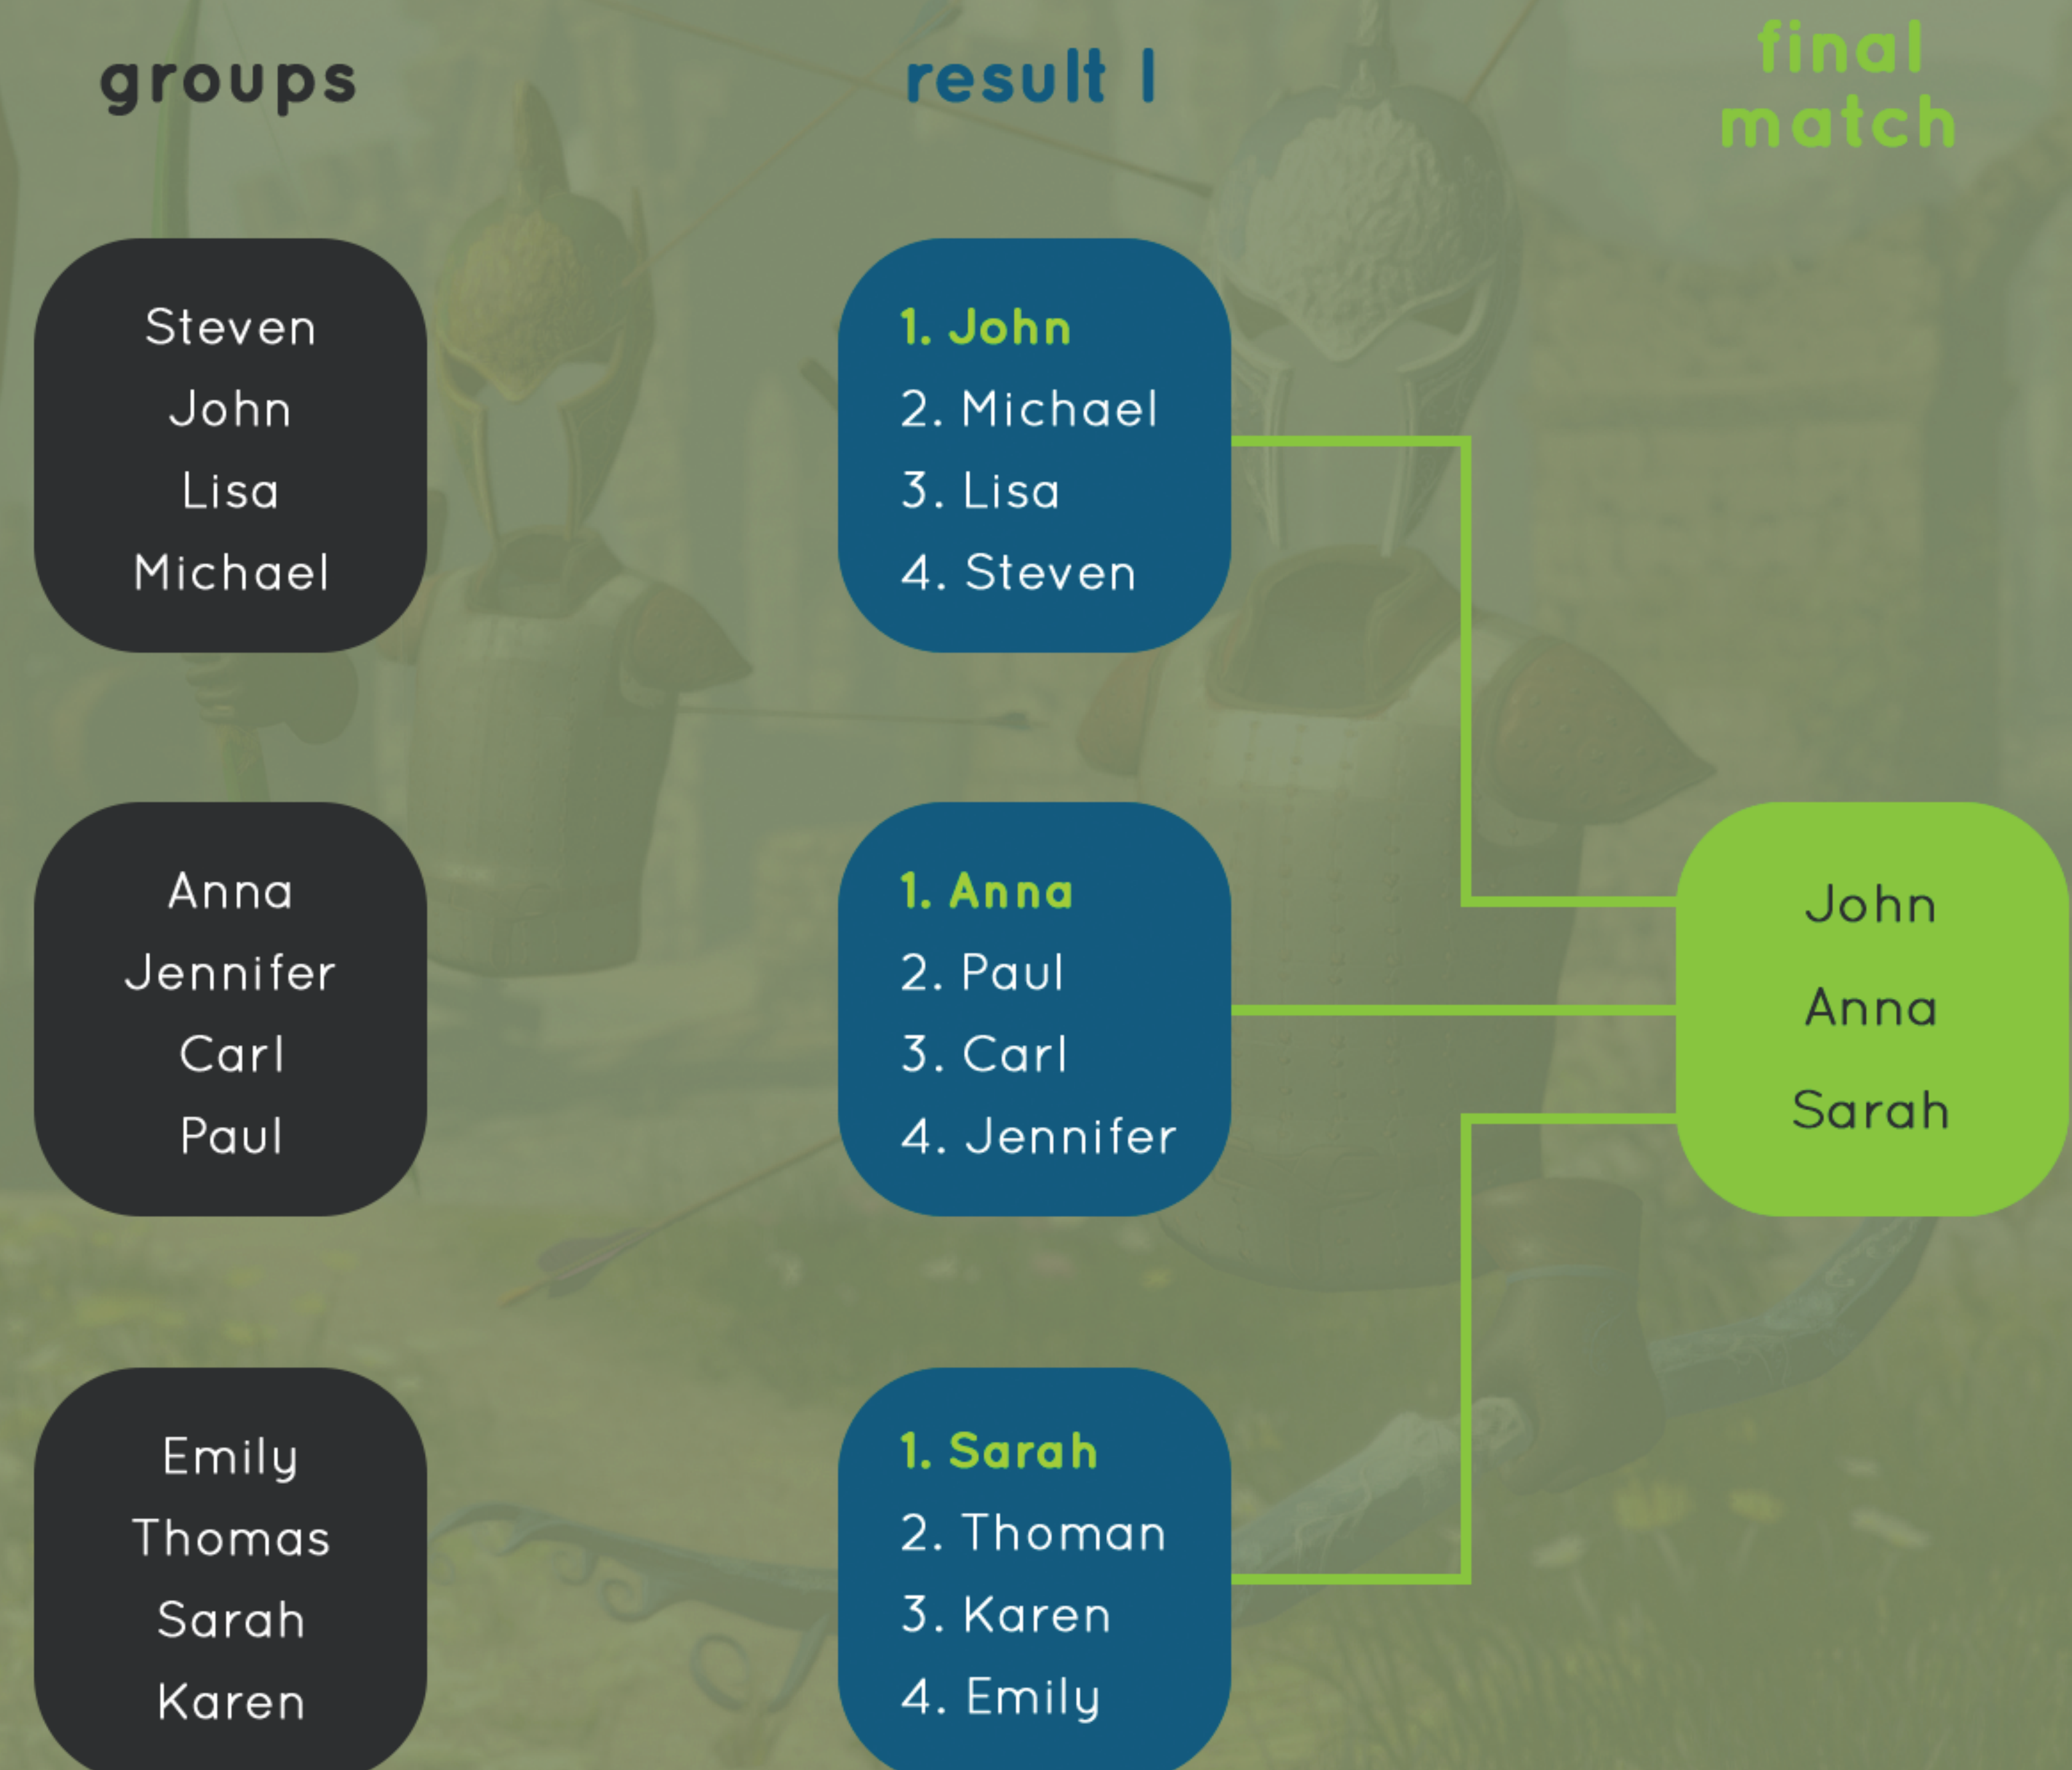 groups
Steven
John
Lisa
Michael
Anna
Jennifer
Carl
Paul
Emily
Thomas
Sarah
Karen
result I
1. John
2. Michael
3. Lisa
4. Steven
1. Anna
2. Paul
3. Carl
4. Jennifer
1. Sarah
2. Thoman
3. Karen
4. Emily
final
match
John
Anna
Sarah